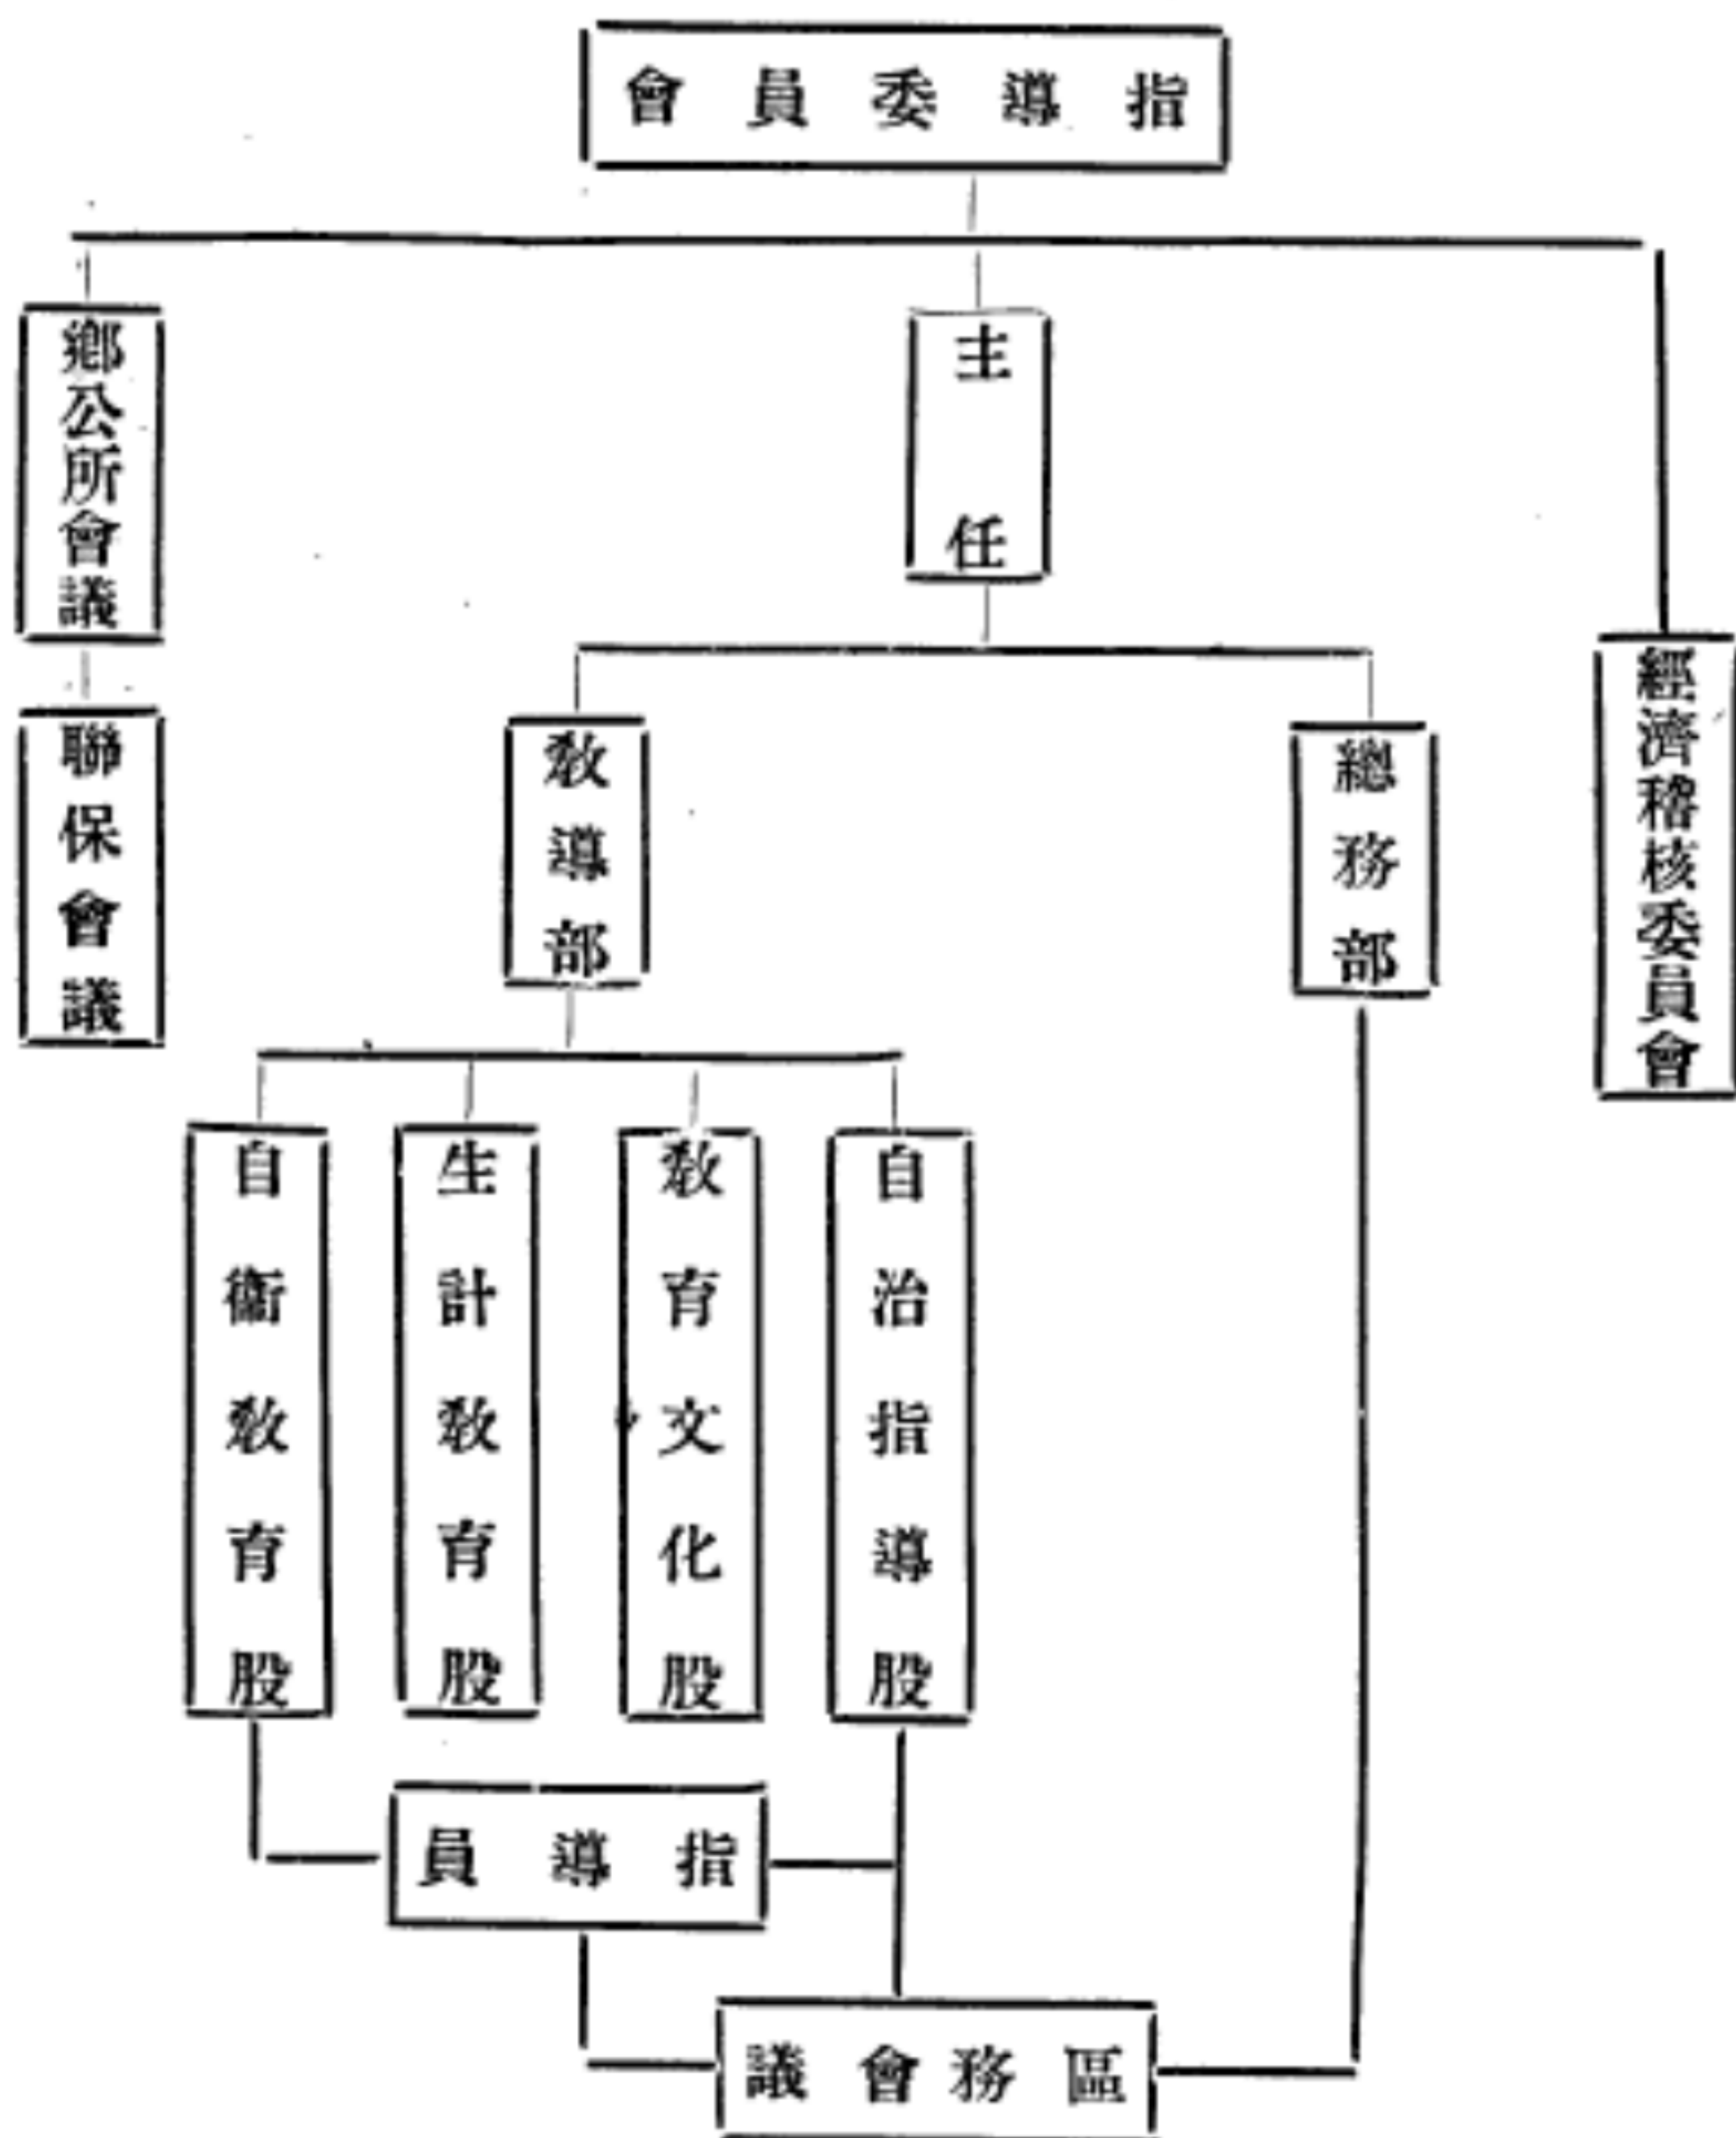 指導委員會
經濟稽核委員會
主任
鄉公所會議
總務部
教導部
聯保會議
自治指導股
教育文化股
生計教育股
自衞教育股
指導員
區務會議